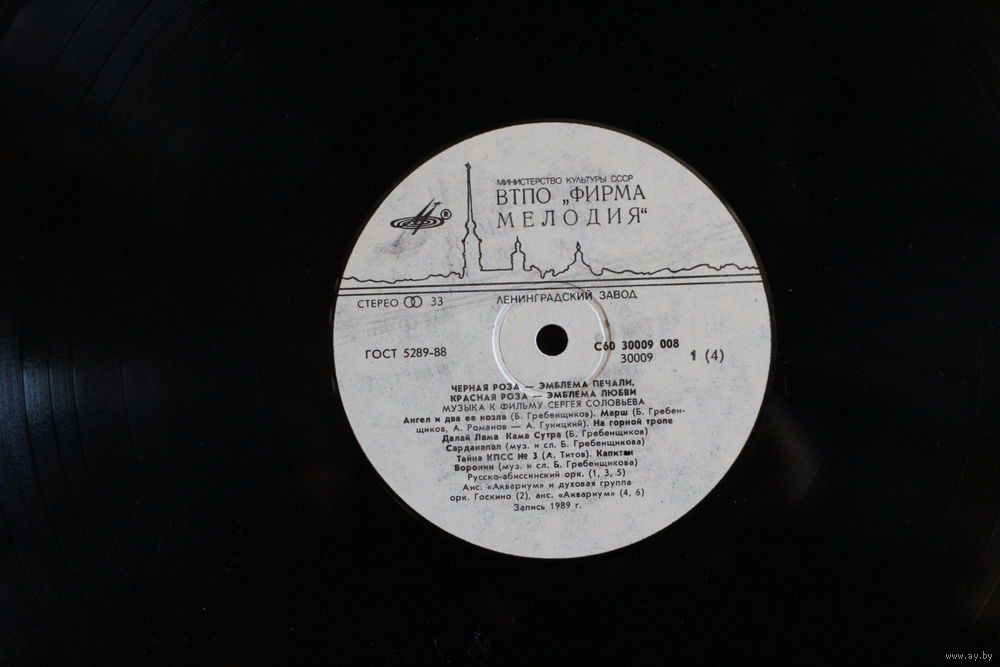 МИНИСТЕРСТВО КУЛЬТУРЫ СССР
ВТПО „ФИРМА
МЕЛОДИЯ“
®
СТЕРЕО 33
ЛЕНИНГРАДСКИЙ ЗАВОД
ГОСТ 5289-88
С60 30009 008
30009
1 (4)
ЧЕРНАЯ РОЗА — ЭМБЛЕМА ПЕЧАЛИ,
КРАСНАЯ РОЗА — ЭМБЛЕМА ЛЮБВИ
МУЗЫКА К ФИЛЬМУ СЕРГЕЯ СОЛОВЬЕВА
Ангел и два ее козла (Б. Гребенщиков). Марш (Б. Гребен-
щиков, А. Романов — А. Гуницкий). На горной тропе
Далай Лама Кама Сутра (Б. Гребенщиков)
Сарданапал (муз. и сл. Б. Гребенщикова)
Тайна КПСС № 3 (А. Титов). Капитан
Воронин (муз. и сл. Б. Гребенщикова)
Русско-абиссинский орк. (1, 3, 5)
Анс. «Аквариум» и духовая группа
орк. Госкино (2), анс. «Аквариум» (4, 6)
Запись 1989 г.
www.ay.by